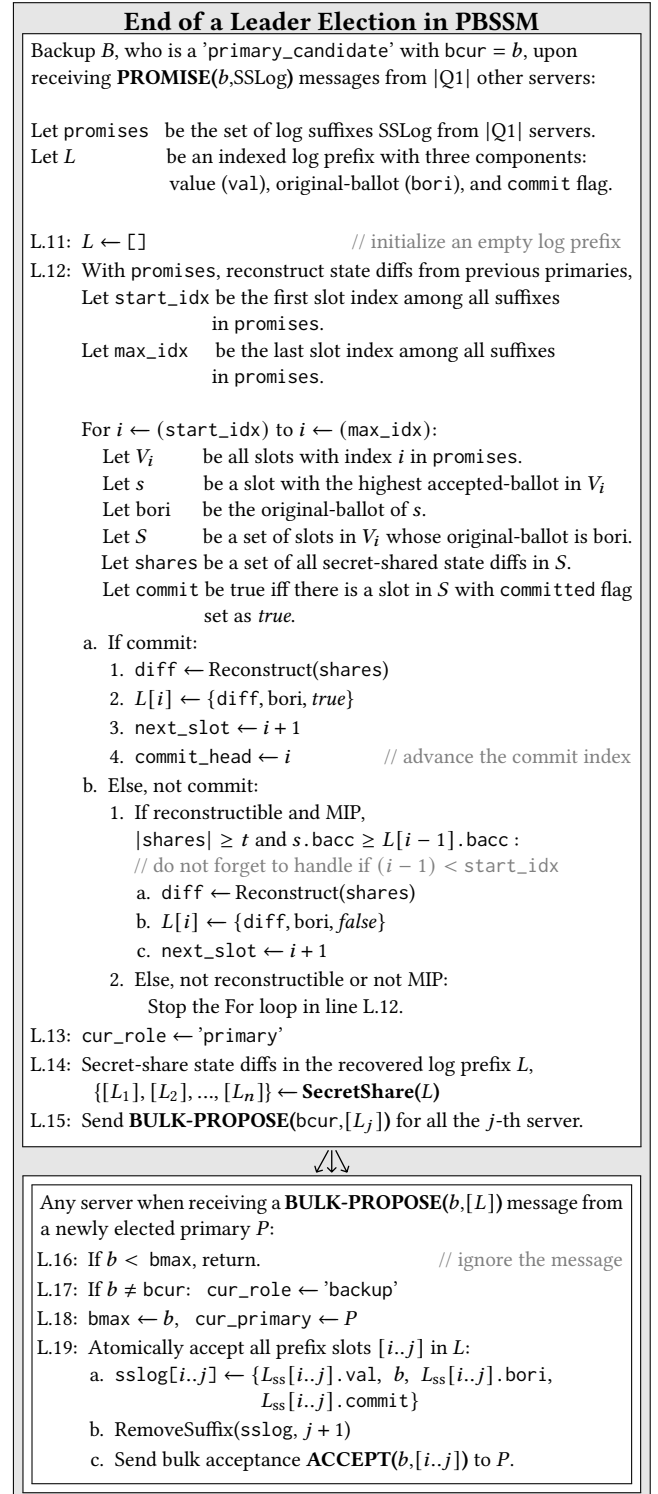 End of a Leader Election in PBSSM
Backup B, who is a 'primary_candidate' with bcur = b, upon
receiving PROMISE(b,SSLog) messages from |Q1| other servers:
Let promises be the set of log suffixes SSLog from |Q1| servers.
Let L be an indexed log prefix with three components:
value (val), original-ballot (bori), and commit flag.
L.11: L ← [] // initialize an empty log prefix
L.12: With promises, reconstruct state diffs from previous primaries,
Let start_idx be the first slot index among all suffixes
in promises.
Let max_idx be the last slot index among all suffixes
in promises.
For i ← (start_idx) to i ← (max_idx):
Let Vᵢ be all slots with index i in promises.
Let s be a slot with the highest accepted-ballot in Vᵢ
Let bori be the original-ballot of s.
Let S be a set of slots in Vᵢ whose original-ballot is bori.
Let shares be a set of all secret-shared state diffs in S.
Let commit be true iff there is a slot in S with committed flag
set as true.
a. If commit:
1. diff ← Reconstruct(shares)
2. L[i] ← {diff, bori, true}
3. next_slot ← i + 1
4. commit_head ← i // advance the commit index
b. Else, not commit:
1. If reconstructible and MIP,
|shares| ≥ t and s.bacc ≥ L[i − 1].bacc :
// do not forget to handle if (i − 1) < start_idx
a. diff ← Reconstruct(shares)
b. L[i] ← {diff, bori, false}
c. next_slot ← i + 1
2. Else, not reconstructible or not MIP:
Stop the For loop in line L.12.
L.13: cur_role ← 'primary'
L.14: Secret-share state diffs in the recovered log prefix L,
{[L₁], [L₂], ..., [Lₙ]} ← SecretShare(L)
L.15: Send BULK-PROPOSE(bcur,[Lⱼ]) for all the j-th server.
Any server when receiving a BULK-PROPOSE(b,[L]) message from
a newly elected primary P:
L.16: If b < bmax, return. // ignore the message
L.17: If b ≠ bcur: cur_role ← 'backup'
L.18: bmax ← b, cur_primary ← P
L.19: Atomically accept all prefix slots [i..j] in L:
a. sslog[i..j] ← {Lₛₛ[i..j].val, b, Lₛₛ[i..j].bori,
Lₛₛ[i..j].commit}
b. RemoveSuffix(sslog, j + 1)
c. Send bulk acceptance ACCEPT(b,[i..j]) to P.